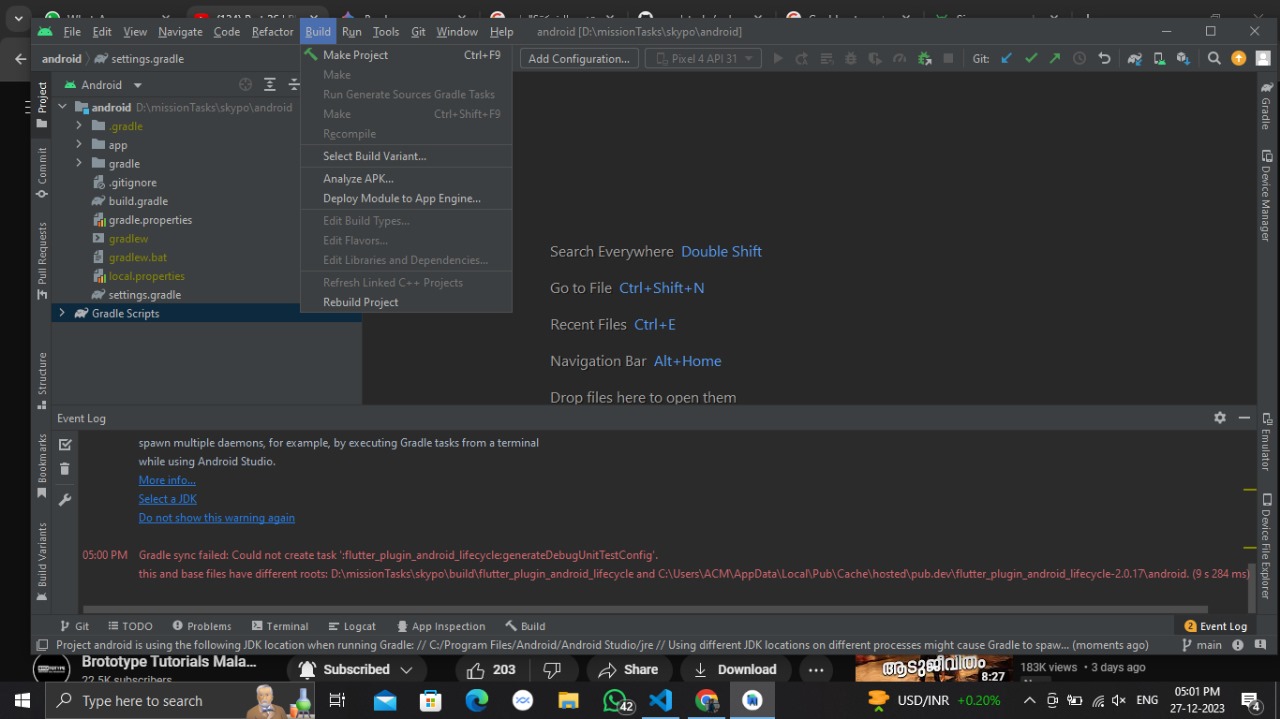 File Edit View Navigate Code Refactor Build Run Tools Git Window Help android [D:\missionTasks\skypo\android]
android settings.gradle
Add Configuration... Pixel 4 API 31 Git:
Android
android D:\missionTasks\skypo\android
.gradle
app
gradle
.gitignore
build.gradle
gradle.properties
gradlew
gradlew.bat
local.properties
settings.gradle
Gradle Scripts
Make Project Ctrl+F9
Make
Run Generate Sources Gradle Tasks
Make Ctrl+Shift+F9
Recompile
Select Build Variant...
Analyze APK...
Deploy Module to App Engine...
Edit Build Types...
Edit Flavors...
Edit Libraries and Dependencies...
Refresh Linked C++ Projects
Rebuild Project
Search Everywhere Double Shift
Go to File Ctrl+Shift+N
Recent Files Ctrl+E
Navigation Bar Alt+Home
Drop files here to open them
Project
Commit
Pull Requests
Structure
Bookmarks
Build Variants
Gradle
Device Manager
Emulator
Device File Explorer
Event Log
spawn multiple daemons, for example, by executing Gradle tasks from a terminal
while using Android Studio.
More info...
Select a JDK
Do not show this warning again
05:00 PM Gradle sync failed: Could not create task ':flutter_plugin_android_lifecycle:generateDebugUnitTestConfig'.
this and base files have different roots: D:\missionTasks\skypo\build\flutter_plugin_android_lifecycle and C:\Users\ACM\AppData\Local\Pub\Cache\hosted\pub.dev\flutter_plugin_android_lifecycle-2.0.17\android. (9 s 284 ms)
Git TODO Problems Terminal Logcat App Inspection Build 2 Event Log
Project android is using the following JDK location when running Gradle: // C:/Program Files/Android/Android Studio/jre // Using different JDK locations on different processes might cause Gradle to spaw... (moments ago) main
Brototype Tutorials Mala...
22.5K subscribers
Subscribed 203 Share Download
ആടുജീവിതം
8:27
183K views • 3 days ago
Type here to search
42
USD/INR +0.20%
ENG
05:01 PM
27-12-2023
4